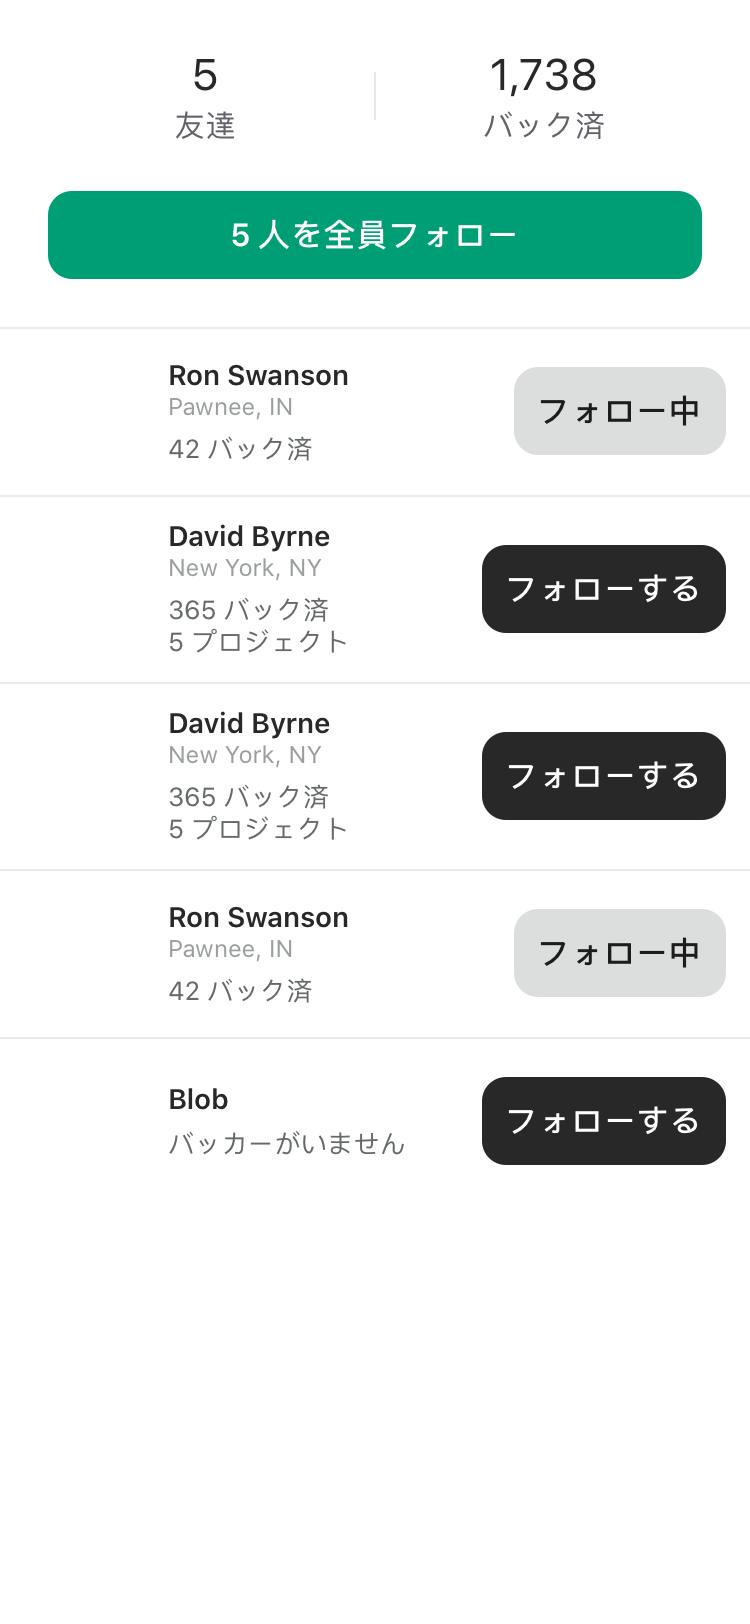 5
友達
1,738
バック済
5 人を全員フォロー
Ron Swanson
Pawnee, IN
42 バック済
フォロー中
David Byrne
New York, NY
365 バック済
5 プロジェクト
フォローする
David Byrne
New York, NY
365 バック済
5 プロジェクト
フォローする
Ron Swanson
Pawnee, IN
42 バック済
フォロー中
Blob
バッカーがいません
フォローする